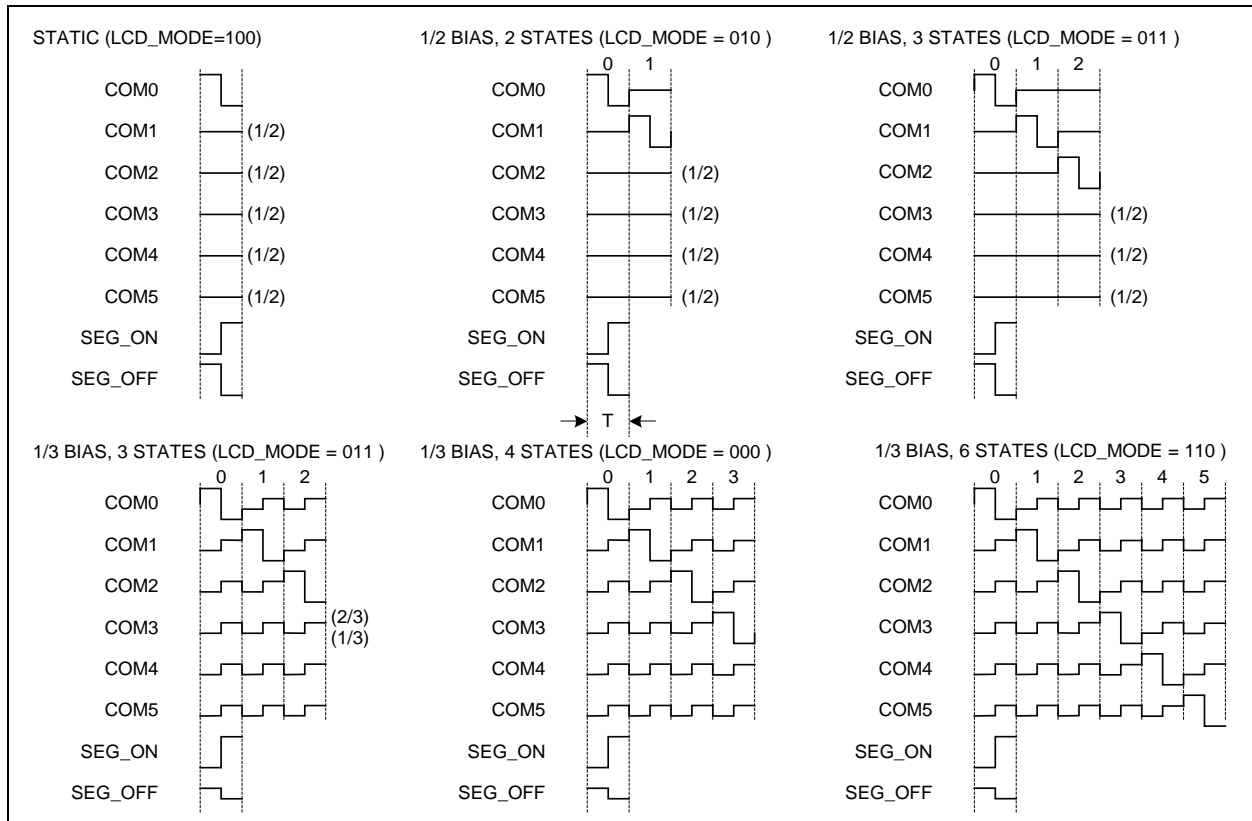 STATIC (LCD_MODE=100)
COM0
COM1 (1/2)
COM2 (1/2)
COM3 (1/2)
COM4 (1/2)
COM5 (1/2)
SEG_ON
SEG_OFF
1/2 BIAS, 2 STATES (LCD_MODE = 010 )
0 1
COM0
COM1
COM2 (1/2)
COM3 (1/2)
COM4 (1/2)
COM5 (1/2)
SEG_ON
SEG_OFF
T
1/2 BIAS, 3 STATES (LCD_MODE = 011 )
0 1 2
COM0
COM1
COM2
COM3 (1/2)
COM4 (1/2)
COM5 (1/2)
SEG_ON
SEG_OFF
1/3 BIAS, 3 STATES (LCD_MODE = 011 )
0 1 2
COM0
COM1
COM2
(2/3)
COM3
(1/3)
COM4
COM5
SEG_ON
SEG_OFF
1/3 BIAS, 4 STATES (LCD_MODE = 000 )
0 1 2 3
COM0
COM1
COM2
COM3
COM4
COM5
SEG_ON
SEG_OFF
1/3 BIAS, 6 STATES (LCD_MODE = 110 )
0 1 2 3 4 5
COM0
COM1
COM2
COM3
COM4
COM5
SEG_ON
SEG_OFF